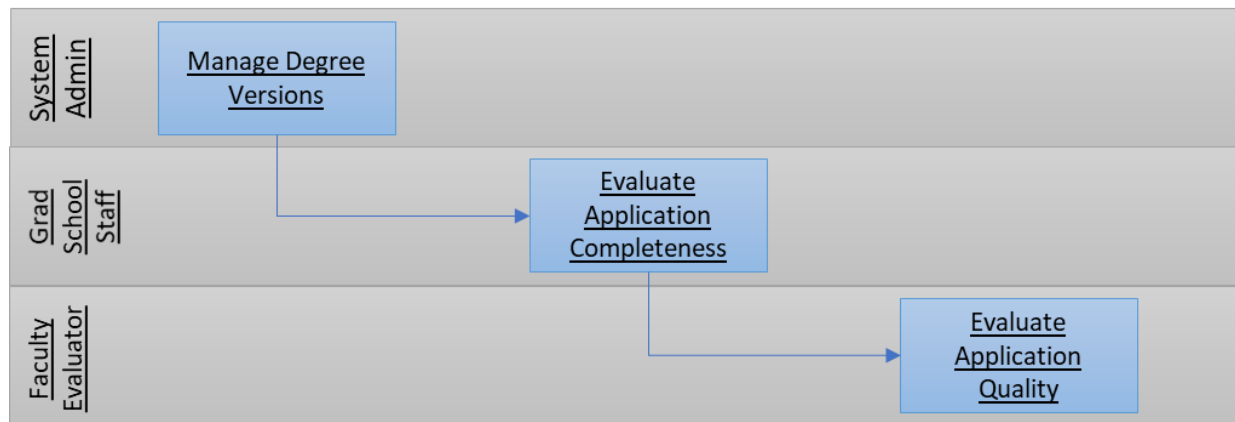 System
Admin
Manage Degree
Versions
Grad
School
Staff
Evaluate
Application
Completeness
Faculty
Evaluator
Evaluate
Application
Quality